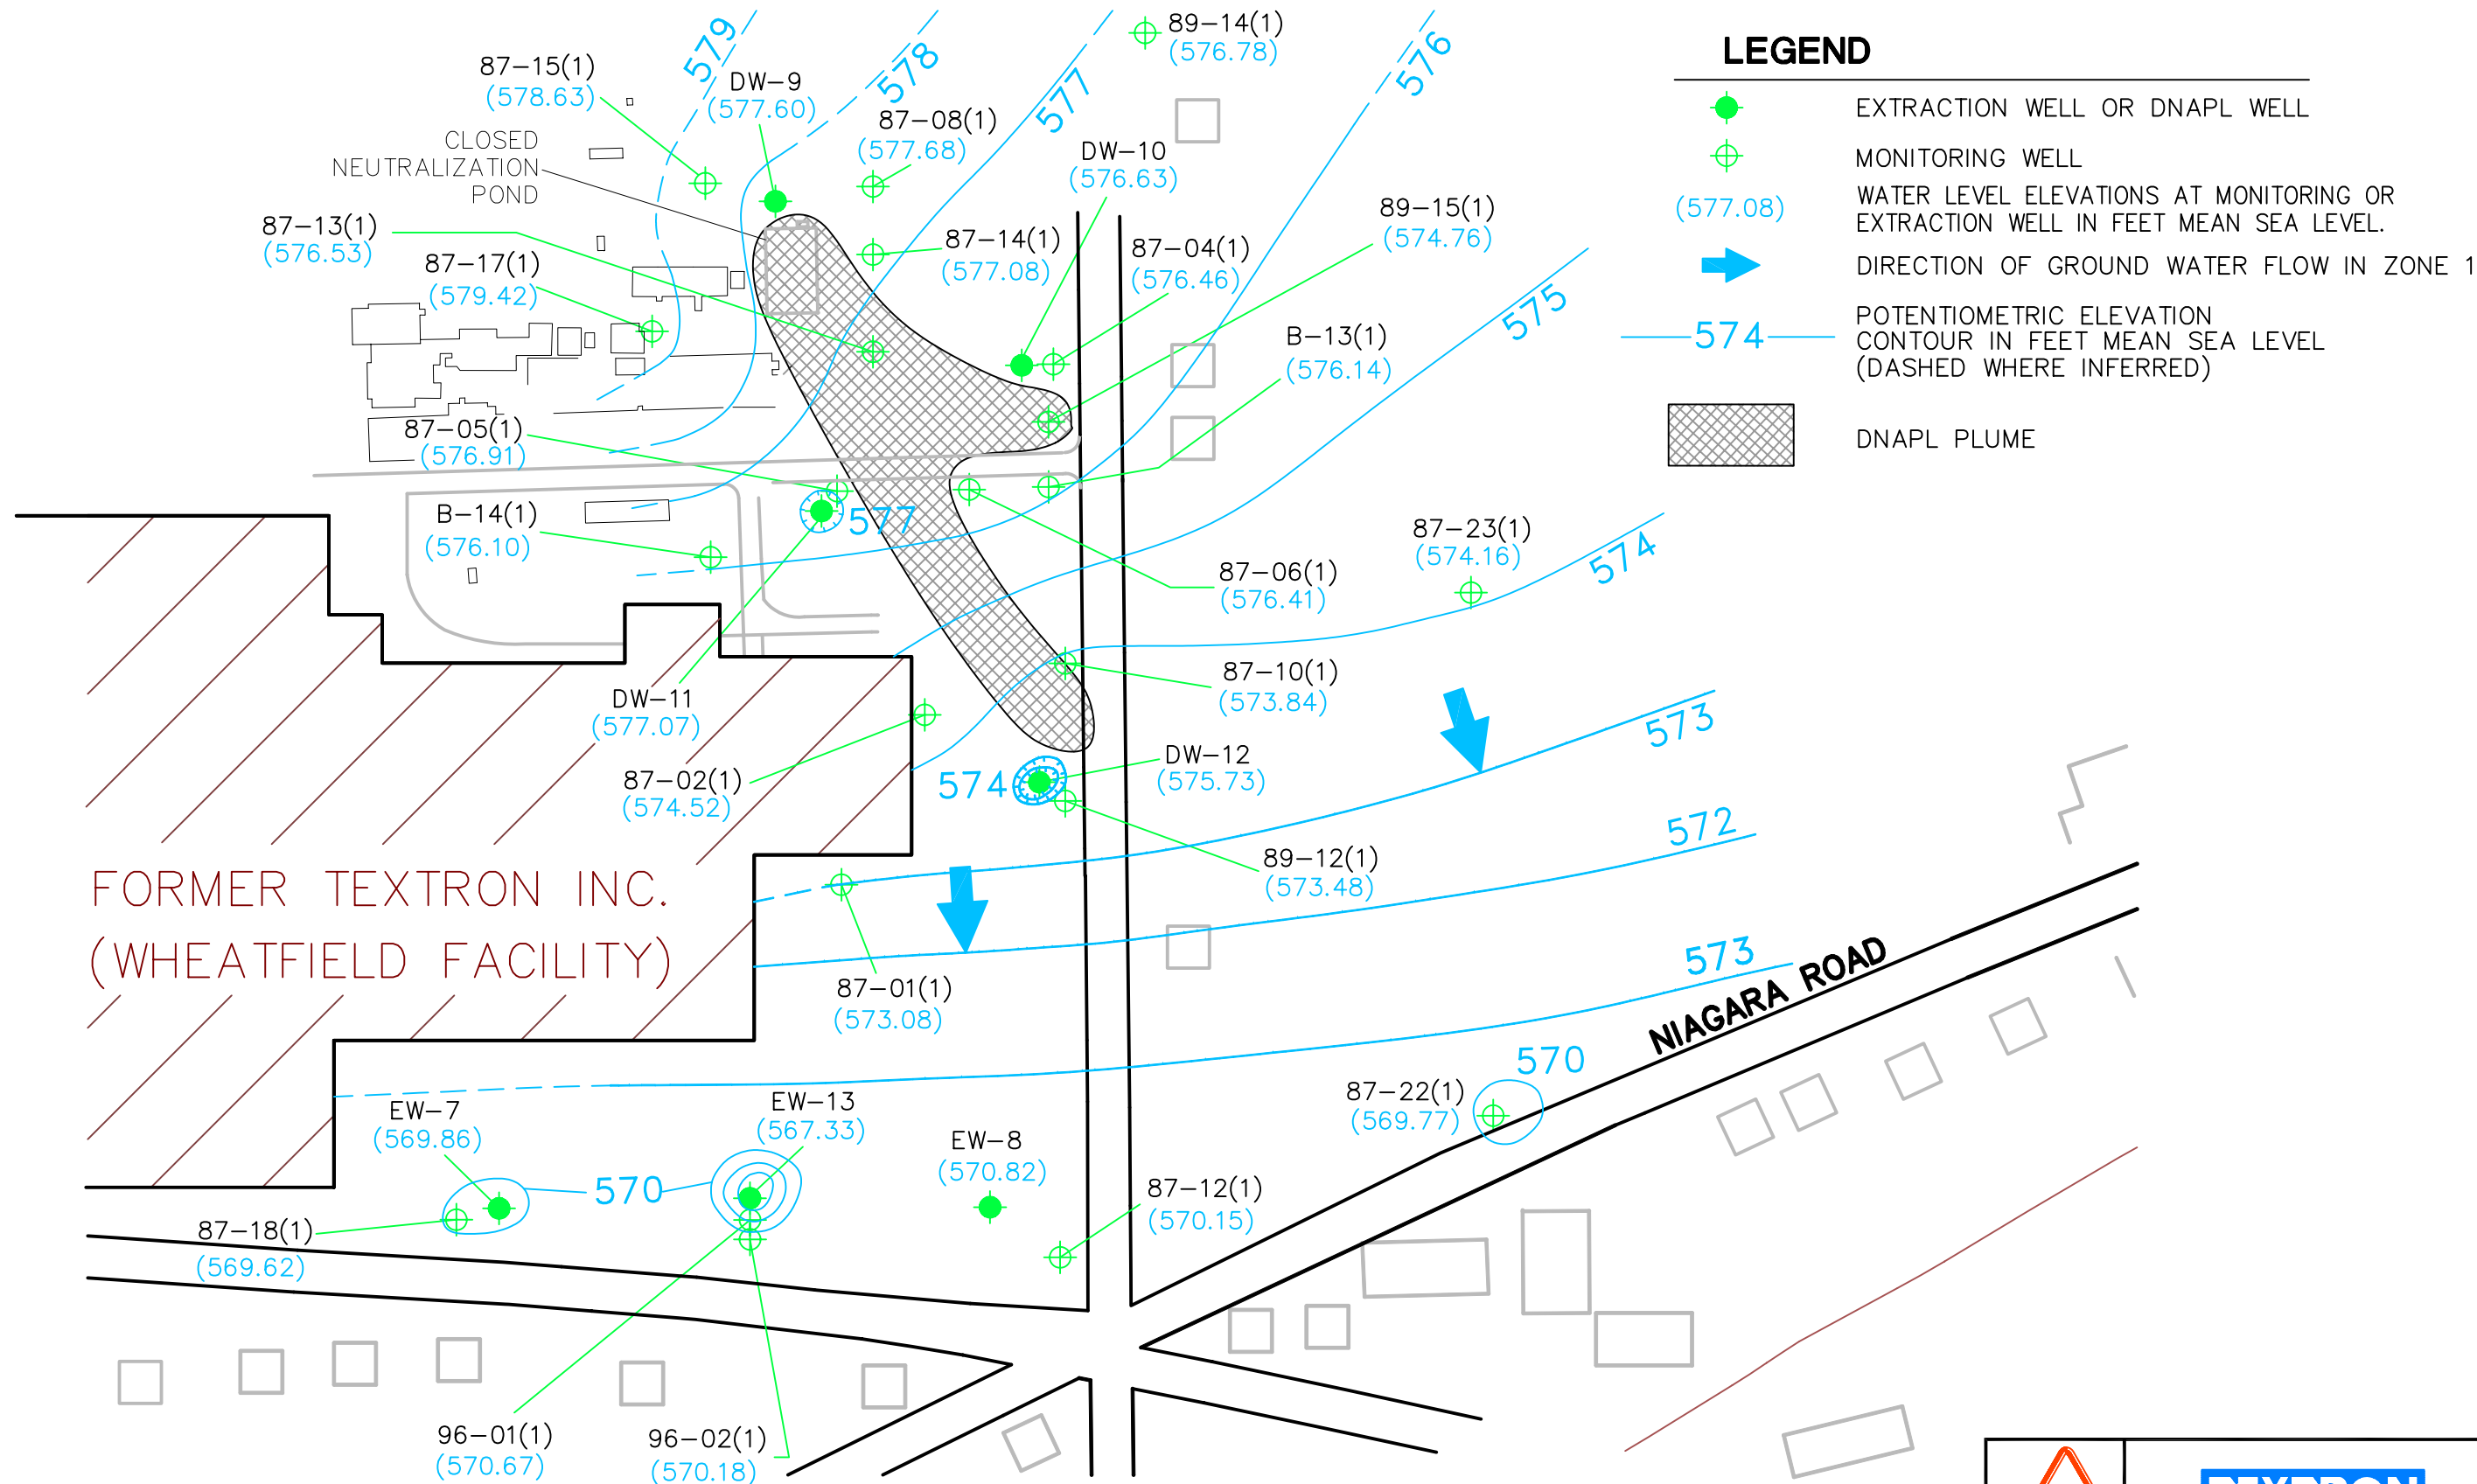 LEGEND
EXTRACTION WELL OR DNAPL WELL
MONITORING WELL
(577.08)
WATER LEVEL ELEVATIONS AT MONITORING OR
EXTRACTION WELL IN FEET MEAN SEA LEVEL.
DIRECTION OF GROUND WATER FLOW IN ZONE 1
574
POTENTIOMETRIC ELEVATION
CONTOUR IN FEET MEAN SEA LEVEL
(DASHED WHERE INFERRED)
DNAPL PLUME
579
578
577
576
575
574
573
572
573
570
570
574
577
89-14(1)
(576.78)
87-15(1)
(578.63)
DW-9
(577.60)
87-08(1)
(577.68)
CLOSED
NEUTRALIZATION
POND
DW-10
(576.63)
87-13(1)
(576.53)
87-17(1)
(579.42)
87-14(1)
(577.08)
87-04(1)
(576.46)
89-15(1)
(574.76)
B-13(1)
(576.14)
87-05(1)
(576.91)
B-14(1)
(576.10)
87-23(1)
(574.16)
87-06(1)
(576.41)
DW-11
(577.07)
87-10(1)
(573.84)
87-02(1)
(574.52)
DW-12
(575.73)
89-12(1)
(573.48)
FORMER TEXTRON INC.
(WHEATFIELD FACILITY)
87-01(1)
(573.08)
NIAGARA ROAD
EW-7
(569.86)
EW-13
(567.33)
EW-8
(570.82)
87-22(1)
(569.77)
87-12(1)
(570.15)
87-18(1)
(569.62)
96-01(1)
(570.67)
96-02(1)
(570.18)